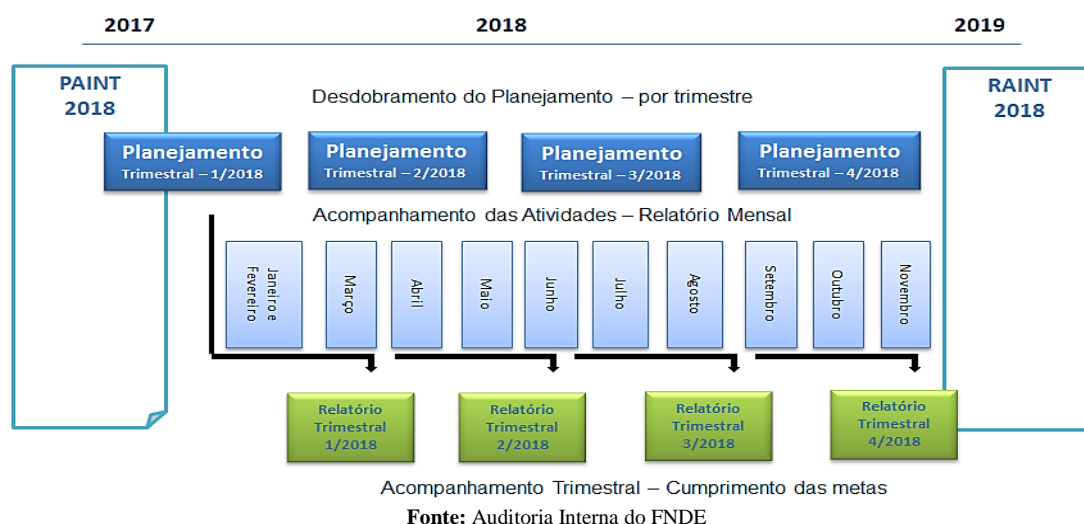 2017 2018 2019
PAINT
2018
RAINT
2018
Desdobramento do Planejamento – por trimestre
Planejamento
Trimestral – 1/2018
Planejamento
Trimestral – 2/2018
Planejamento
Trimestral – 3/2018
Planejamento
Trimestral – 4/2018
Acompanhamento das Atividades – Relatório Mensal
Janeiro e
Fevereiro
Março
Abril
Maio
Junho
Julho
Agosto
Setembro
Outubro
Novembro
Relatório
Trimestral
1/2018
Relatório
Trimestral
2/2018
Relatório
Trimestral
3/2018
Relatório
Trimestral
4/2018
Acompanhamento Trimestral – Cumprimento das metas
Fonte: Auditoria Interna do FNDE